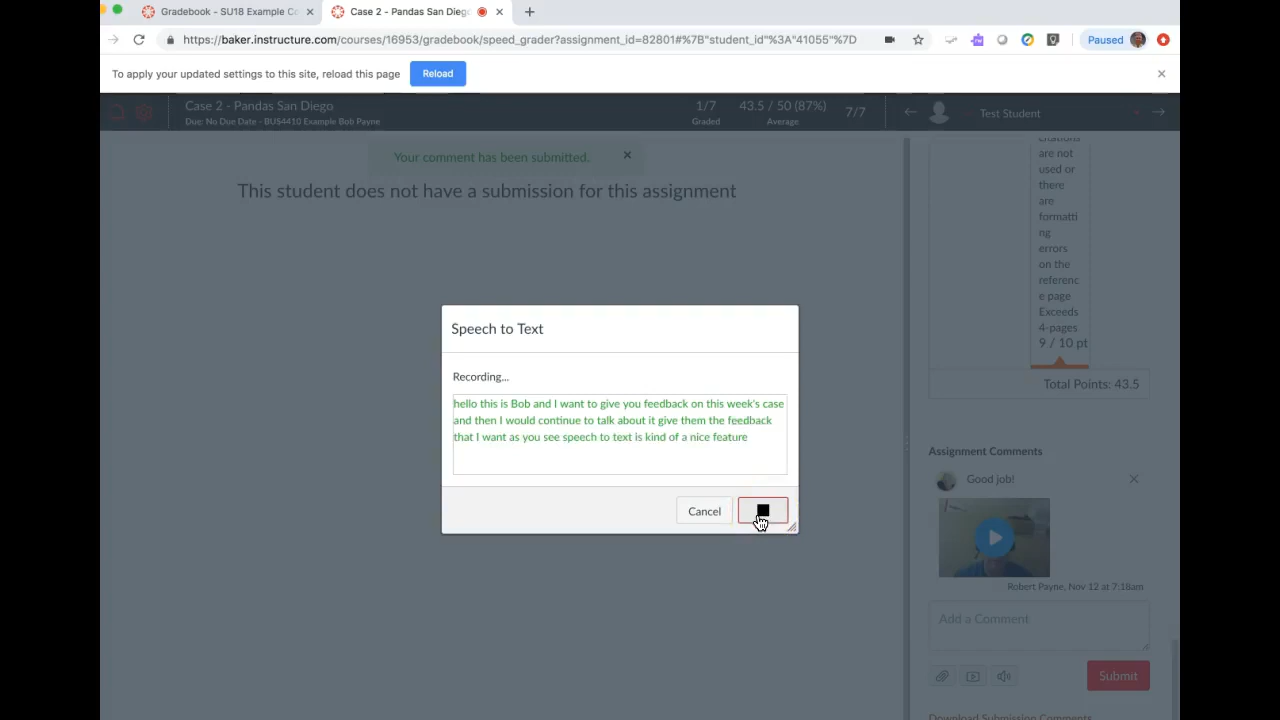 Gradebook - SU18 Example Co
Case 2 - Pandas San Dieg
https://baker.instructure.com/courses/16953/gradebook/speed_grader?assignment_id=82801#%7B"student_id"%3A"41055"%7D
Paused
To apply your updated settings to this site, reload this page
Reload
Case 2 - Pandas San Diego
Due: No Due Date - BUS4410 Example Bob Payne
1/7
Graded
43.5 / 50 (87%)
Average
7/7
Test Student
Your comment has been submitted.
This student does not have a submission for this assignment
citations
are not
used or
there
are
formatti
ng
errors
on the
referenc
e page
Exceeds
4-pages
9 / 10 pt
Total Points: 43.5
Speech to Text
Recording...
hello this is Bob and I want to give you feedback on this week's case
and then I would continue to talk about it give them the feedback
that I want as you see speech to text is kind of a nice feature
Cancel
Assignment Comments
Good job!
Robert Payne, Nov 12 at 7:18am
Add a Comment
Submit
Download Submission Comments